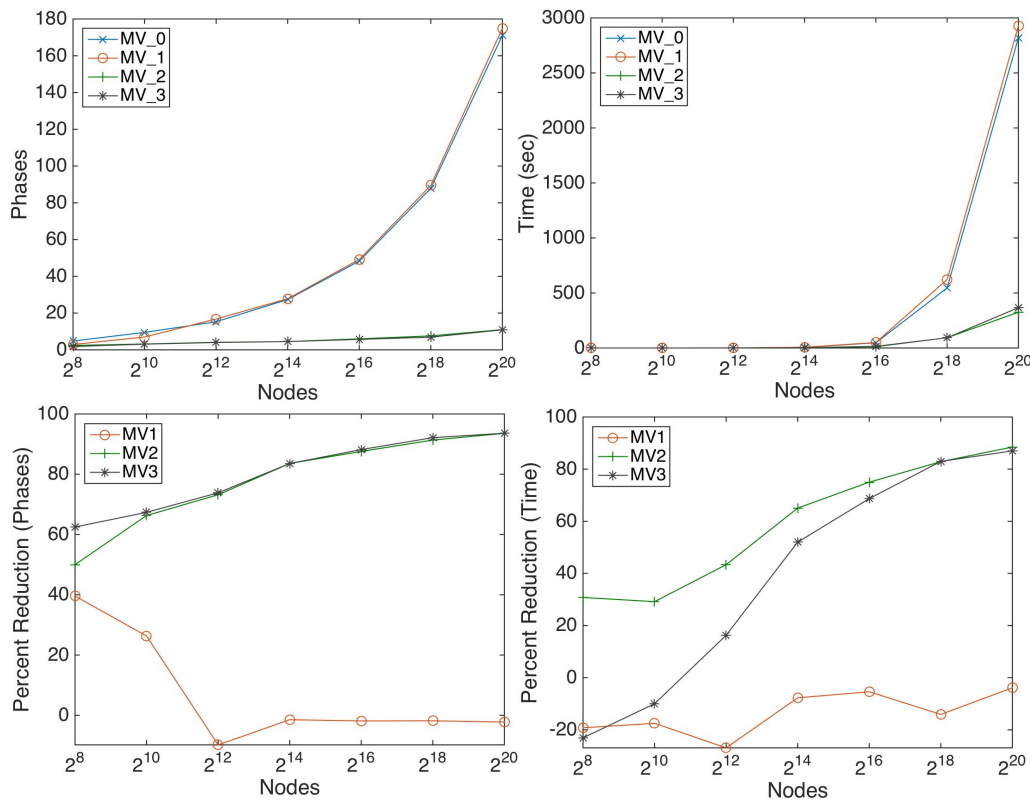 180
160
140
120
100
80
60
40
20
0
Phases
MV_0
MV_1
MV_2
MV_3
2^8 2^10 2^12 2^14 2^16 2^18 2^20
Nodes
3000
2500
2000
1500
1000
500
0
Time (sec)
MV_0
MV_1
MV_2
MV_3
2^8 2^10 2^12 2^14 2^16 2^18 2^20
Nodes
100
80
60
40
20
0
Percent Reduction (Phases)
MV1
MV2
MV3
2^8 2^10 2^12 2^14 2^16 2^18 2^20
Nodes
100
80
60
40
20
0
-20
Percent Reduction (Time)
MV1
MV2
MV3
2^8 2^10 2^12 2^14 2^16 2^18 2^20
Nodes